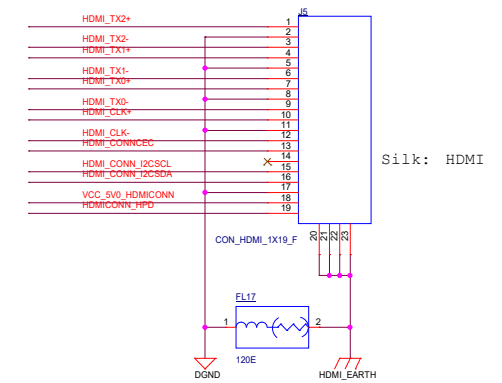 J5
HDMI_TX2+ 1
2
HDMI_TX2- 3
HDMI_TX1+ 4
5
HDMI_TX1- 6
HDMI_TX0+ 7
8
HDMI_TX0- 9
HDMI_CLK+ 10
11
HDMI_CLK- 12
HDMI_CONNCEC 13
14
HDMI_CONN_I2CSCL 15
HDMI_CONN_I2CSDA 16
17
VCC_5V0_HDMICONN 18
HDMICONN_HPD 19
Silk: HDMI
20 21 22 23
CON_HDMI_1X19_F
FL17
1 2
120E
DGND HDMI_EARTH